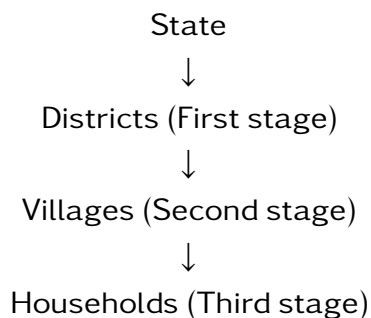 State
↓
Districts (First stage)
↓
Villages (Second stage)
↓
Households (Third stage)